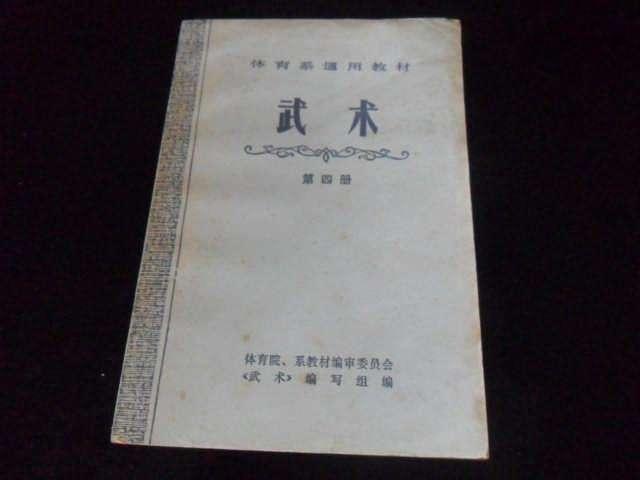 体育系通用教材
武术
第四册
体育院、系教材编审委员会
《武术》编写组编